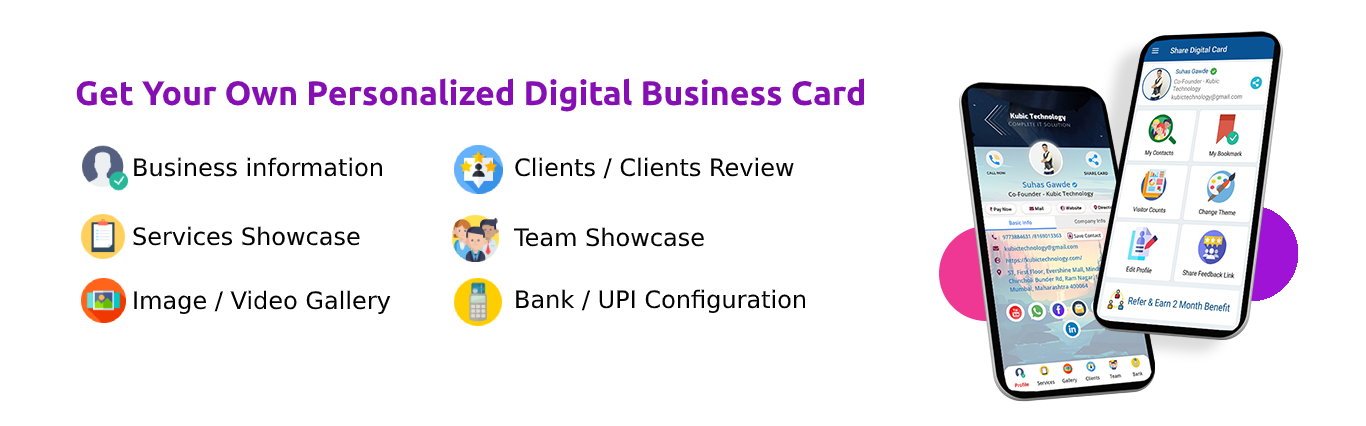 Get Your Own Personalized Digital Business Card
Business information
Clients / Clients Review
Services Showcase
Team Showcase
Image / Video Gallery
Bank / UPI Configuration
Kubic Technology
COMPLETE IT SOLUTION
CALL NOW
SHARE CARD
Suhas Gawde
Co-Founder - Kubic Technology
Pay Now
Mail
Website
Basic Info
Company Info
9773884631 /8169013363
Save Contact
kubictechnology@gmail.com
https://kubictechnology.com/
57, First Floor, Evershine Mall,
Chincholi Bunder Rd, Ram Nagar,
Mumbai, Maharashtra 400064
Profile
Services
Gallery
Clients
Team
Bank
Share Digital Card
Suhas Gawde
Co-Founder - Kubic
Technology
kubictechnology@gmail.com
My Contacts
My Bookmark
Visitor Counts
Change Theme
Edit Profile
Share Feedback Link
Refer & Earn 2 Month Benefit